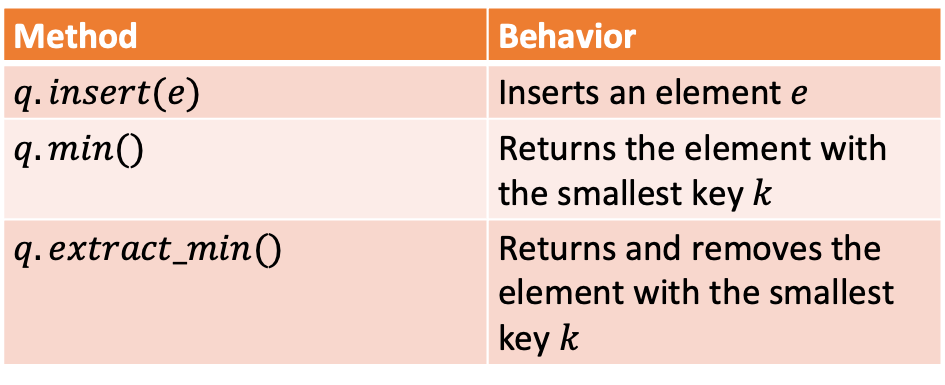 Method
Behavior
q.insert(e)
Inserts an element e
q.min()
Returns the element with
the smallest key k
q.extract_min()
Returns and removes the
element with the smallest
key k